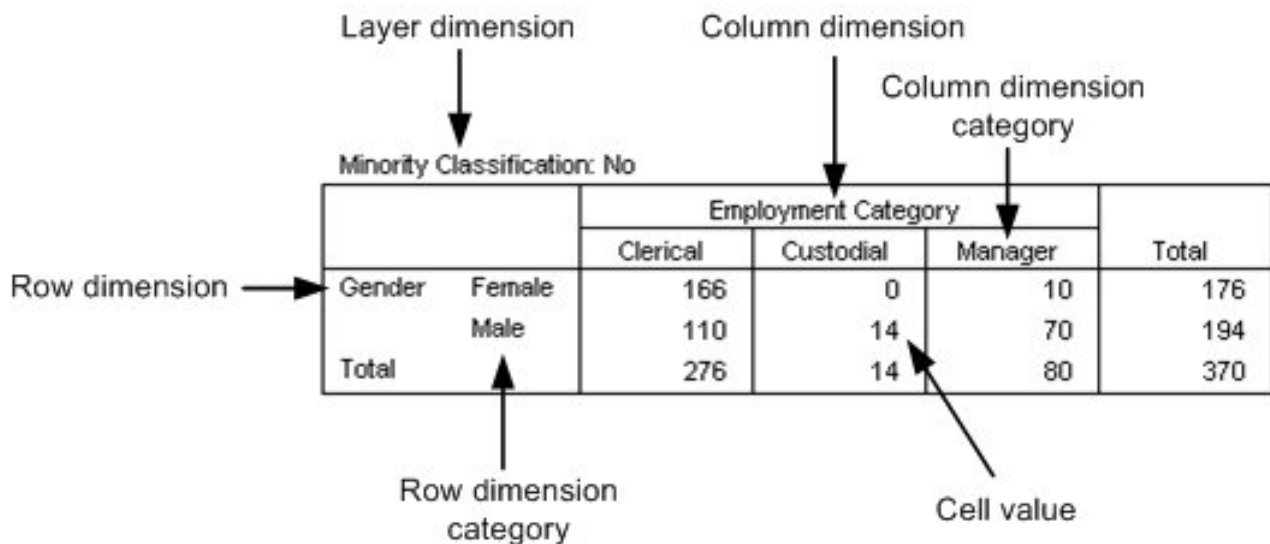 Layer dimension
Column dimension
Column dimension
category
Minority Classification: No
Employment Category
Clerical Custodial Manager Total
Row dimension
Gender Female 166 0 10 176
Male 110 14 70 194
Total 276 14 80 370
Row dimension
category
Cell value